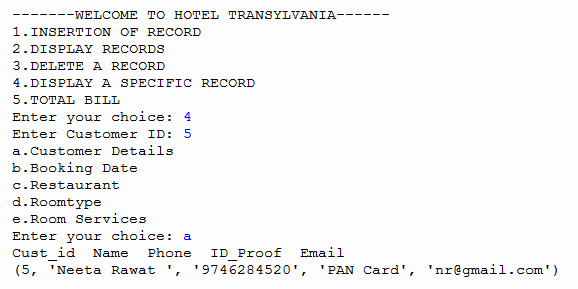 -------WELCOME TO HOTEL TRANSYLVANIA------
1.INSERTION OF RECORD
2.DISPLAY RECORDS
3.DELETE A RECORD
4.DISPLAY A SPECIFIC RECORD
5.TOTAL BILL
Enter your choice: 4
Enter Customer ID: 5
a.Customer Details
b.Booking Date
c.Restaurant
d.Roomtype
e.Room Services
Enter your choice: a
Cust_id  Name  Phone  ID_Proof  Email
(5, 'Neeta Rawat ', '9746284520', 'PAN Card', 'nr@gmail.com')